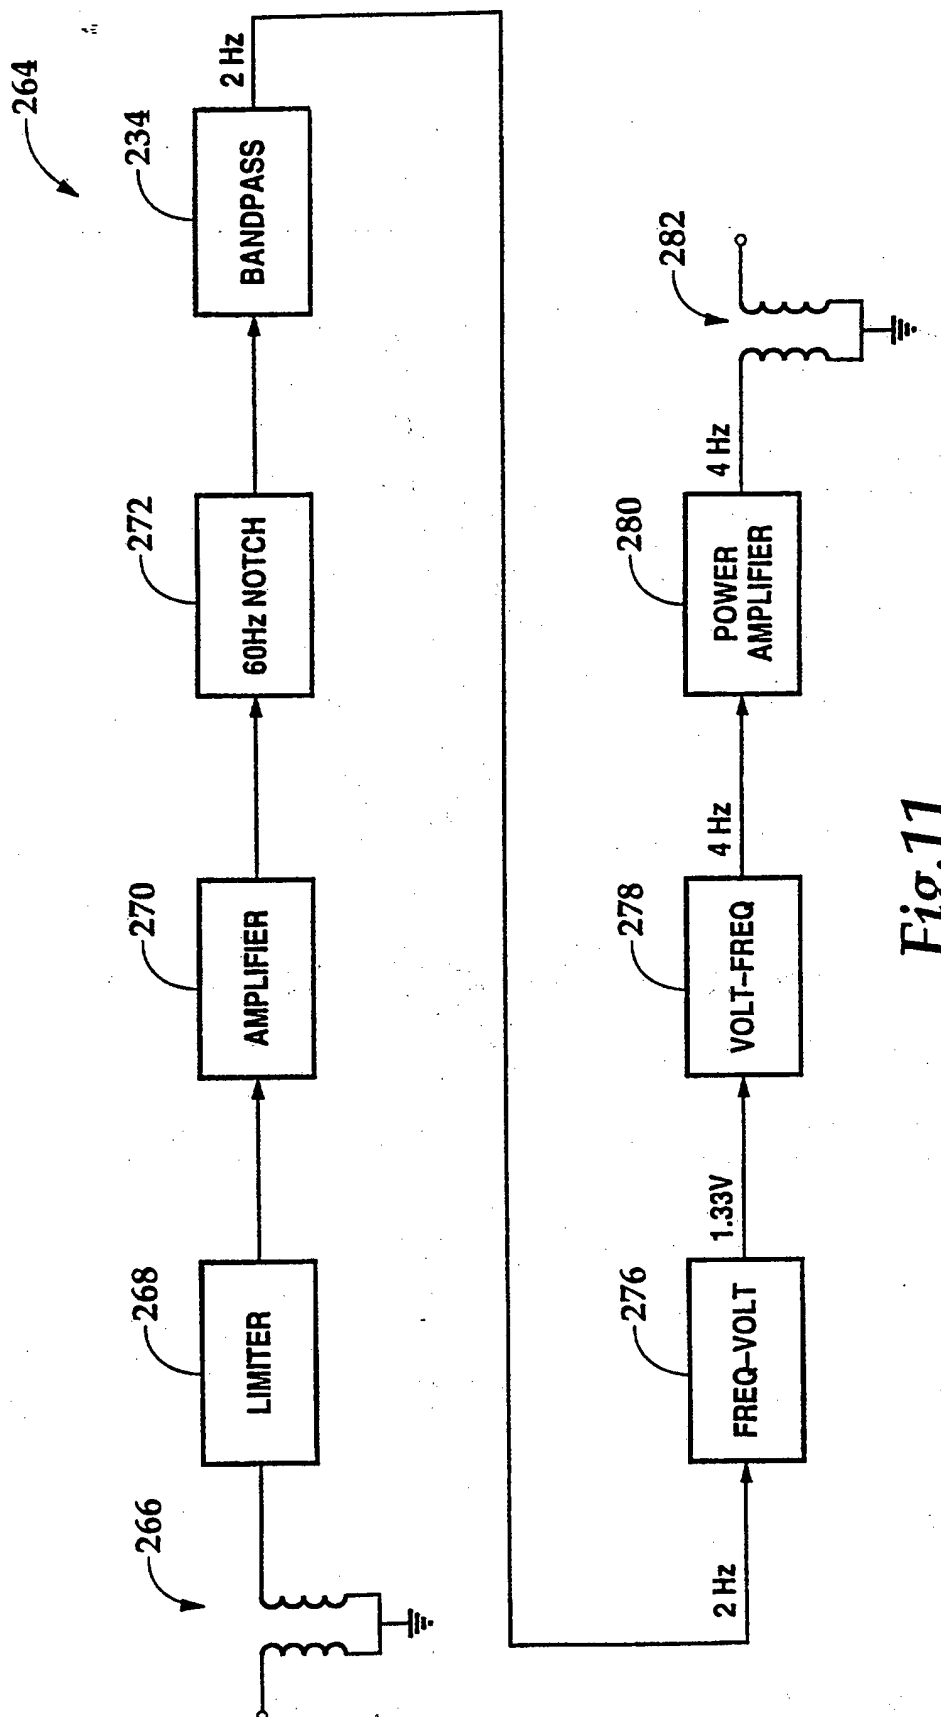 264
266
268
270
272
234
LIMITER
AMPLIFIER
60Hz NOTCH
BANDPASS
2 Hz
276
278
280
282
2 Hz
FREQ-VOLT
1.33V
VOLT-FREQ
4 Hz
POWER
AMPLIFIER
4 Hz
Fig.11